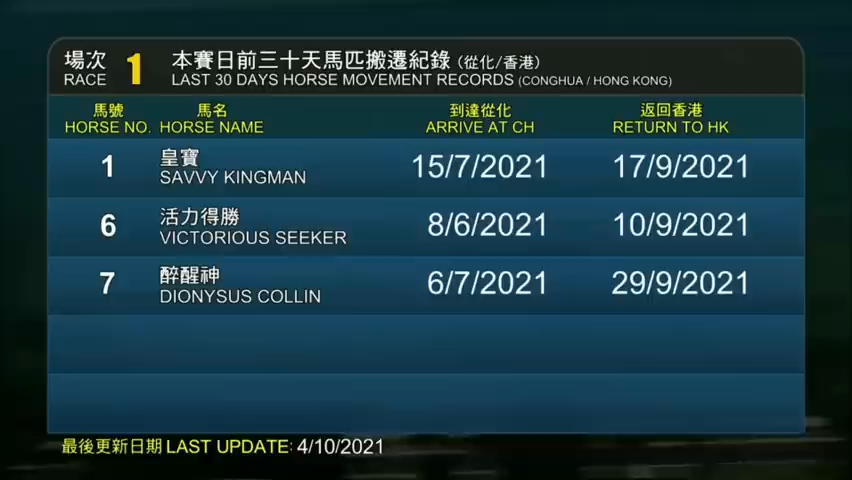 場次 1 本賽日前三十天馬匹搬遷紀錄 (從化/香港)
RACE LAST 30 DAYS HORSE MOVEMENT RECORDS (CONGHUA / HONG KONG)
馬號 馬名 到達從化 返回香港
HORSE NO. HORSE NAME ARRIVE AT CH RETURN TO HK
1 皇寶 15/7/2021 17/9/2021
SAVVY KINGMAN
6 活力得勝 8/6/2021 10/9/2021
VICTORIOUS SEEKER
7 醉醒神 6/7/2021 29/9/2021
DIONYSUS COLLIN
最後更新日期 LAST UPDATE: 4/10/2021